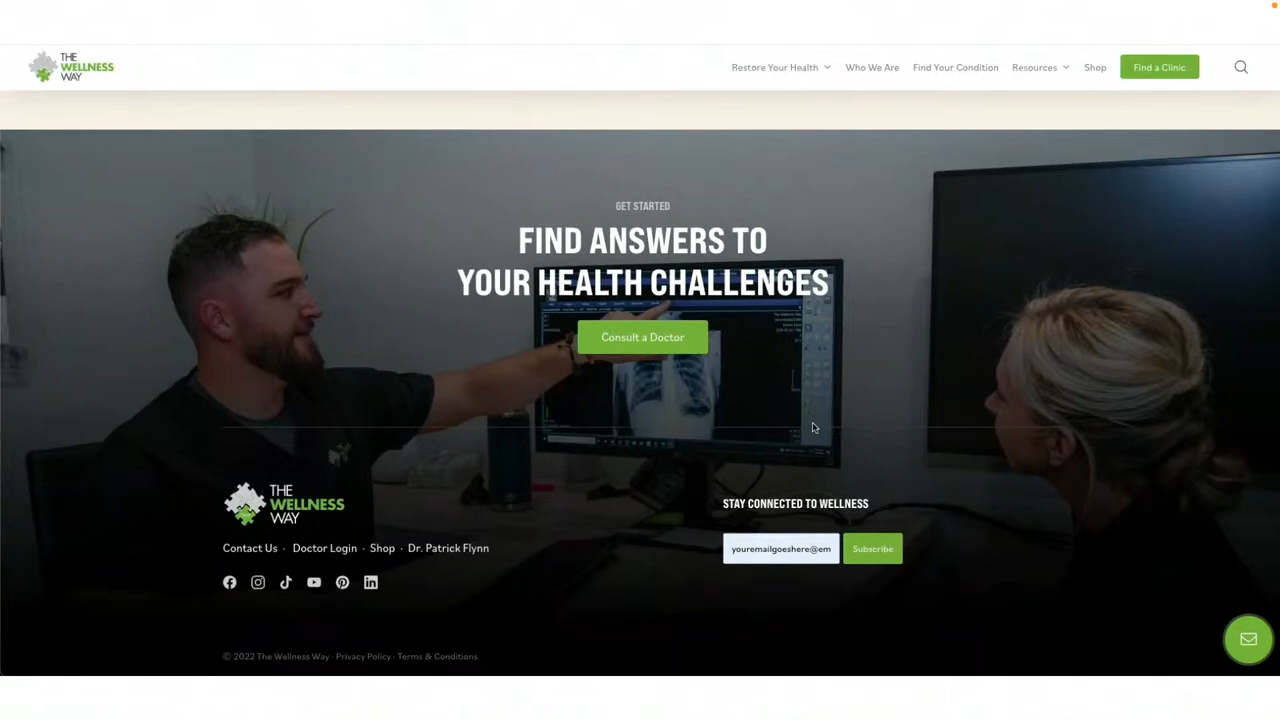 THE
WELLNESS
WAY
Restore Your Health
Who We Are
Find Your Condition
Resources
Shop
Find a Clinic
GET STARTED
FIND ANSWERS TO
YOUR HEALTH CHALLENGES
Consult a Doctor
THE
WELLNESS
WAY
Contact Us · Doctor Login · Shop · Dr. Patrick Flynn
STAY CONNECTED TO WELLNESS
youremailgoeshere@em
Subscribe
© 2022 The Wellness Way · Privacy Policy · Terms & Conditions